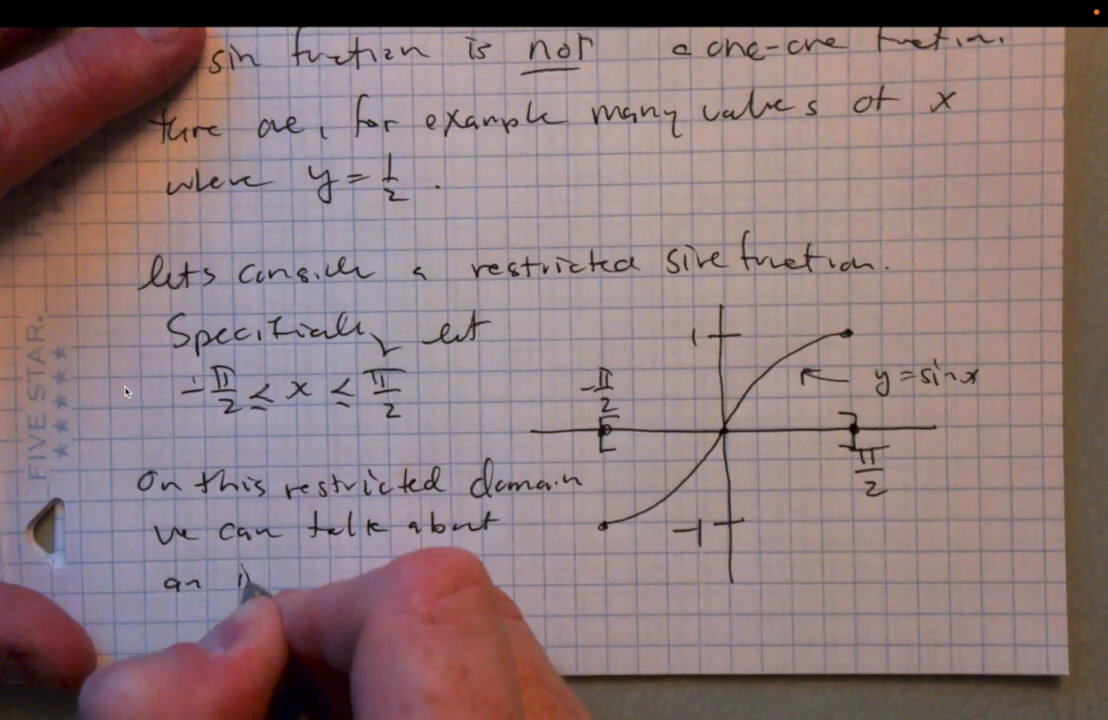 sin function is not a one-one function.
there are, for example many values of x
where y = 1/2 .
lets consider a restricted sine function.
Specifically, let
-π/2 ≤ x ≤ π/2
On this restricted domain
we can talk about
an
1
-π/2
y = sin x
π/2
-1
FIVE STAR.